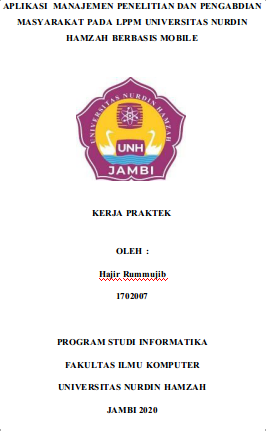 APLIKASI MANAJEMEN PENELITIAN DAN PENGABDIAN
MASYARAKAT PADA LPPM UNIVERSITAS NURDIN
HAMZAH BERBASIS MOBILE
UNIVERSITAS NURDIN HAMZAH
UNH
JAMBI
KERJA PRAKTEK
OLEH :
Hajir Rummujib
1702007
PROGRAM STUDI INFORMATIKA
FAKULTAS ILMU KOMPUTER
UNIVERSITAS NURDIN HAMZAH
JAMBI 2020